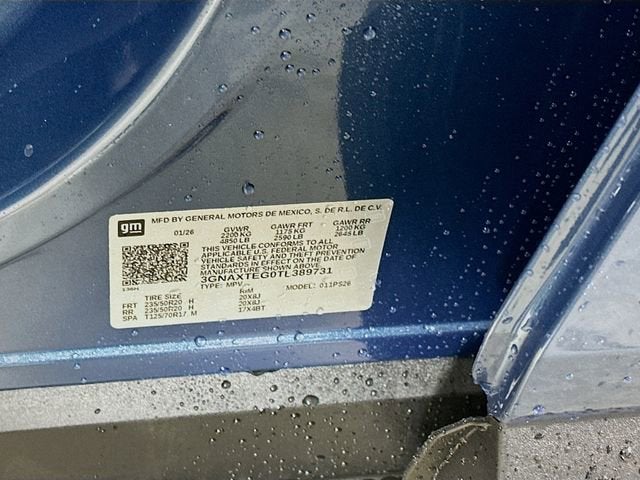 gm
MFD BY GENERAL MOTORS DE MEXICO, S. DE R.L. DE C.V.
01/26 GVWR GAWR FRT GAWR RR
2200 KG 1175 KG 1200 KG
4850 LB 2590 LB 2645 LB
THIS VEHICLE CONFORMS TO ALL
APPLICABLE U.S. FEDERAL MOTOR
VEHICLE SAFETY AND THEFT PREVENTION
STANDARDS IN EFFECT ON THE DATE OF
MANUFACTURE SHOWN ABOVE.
3GNAXTEG0TL389731
TYPE: MPV MODEL: 011PS26
TIRE SIZE RIM
FRT 235/50R20 H 20X8J
RR 235/50R20 H 20X8J
SPA T125/70R17 M 17X4BT